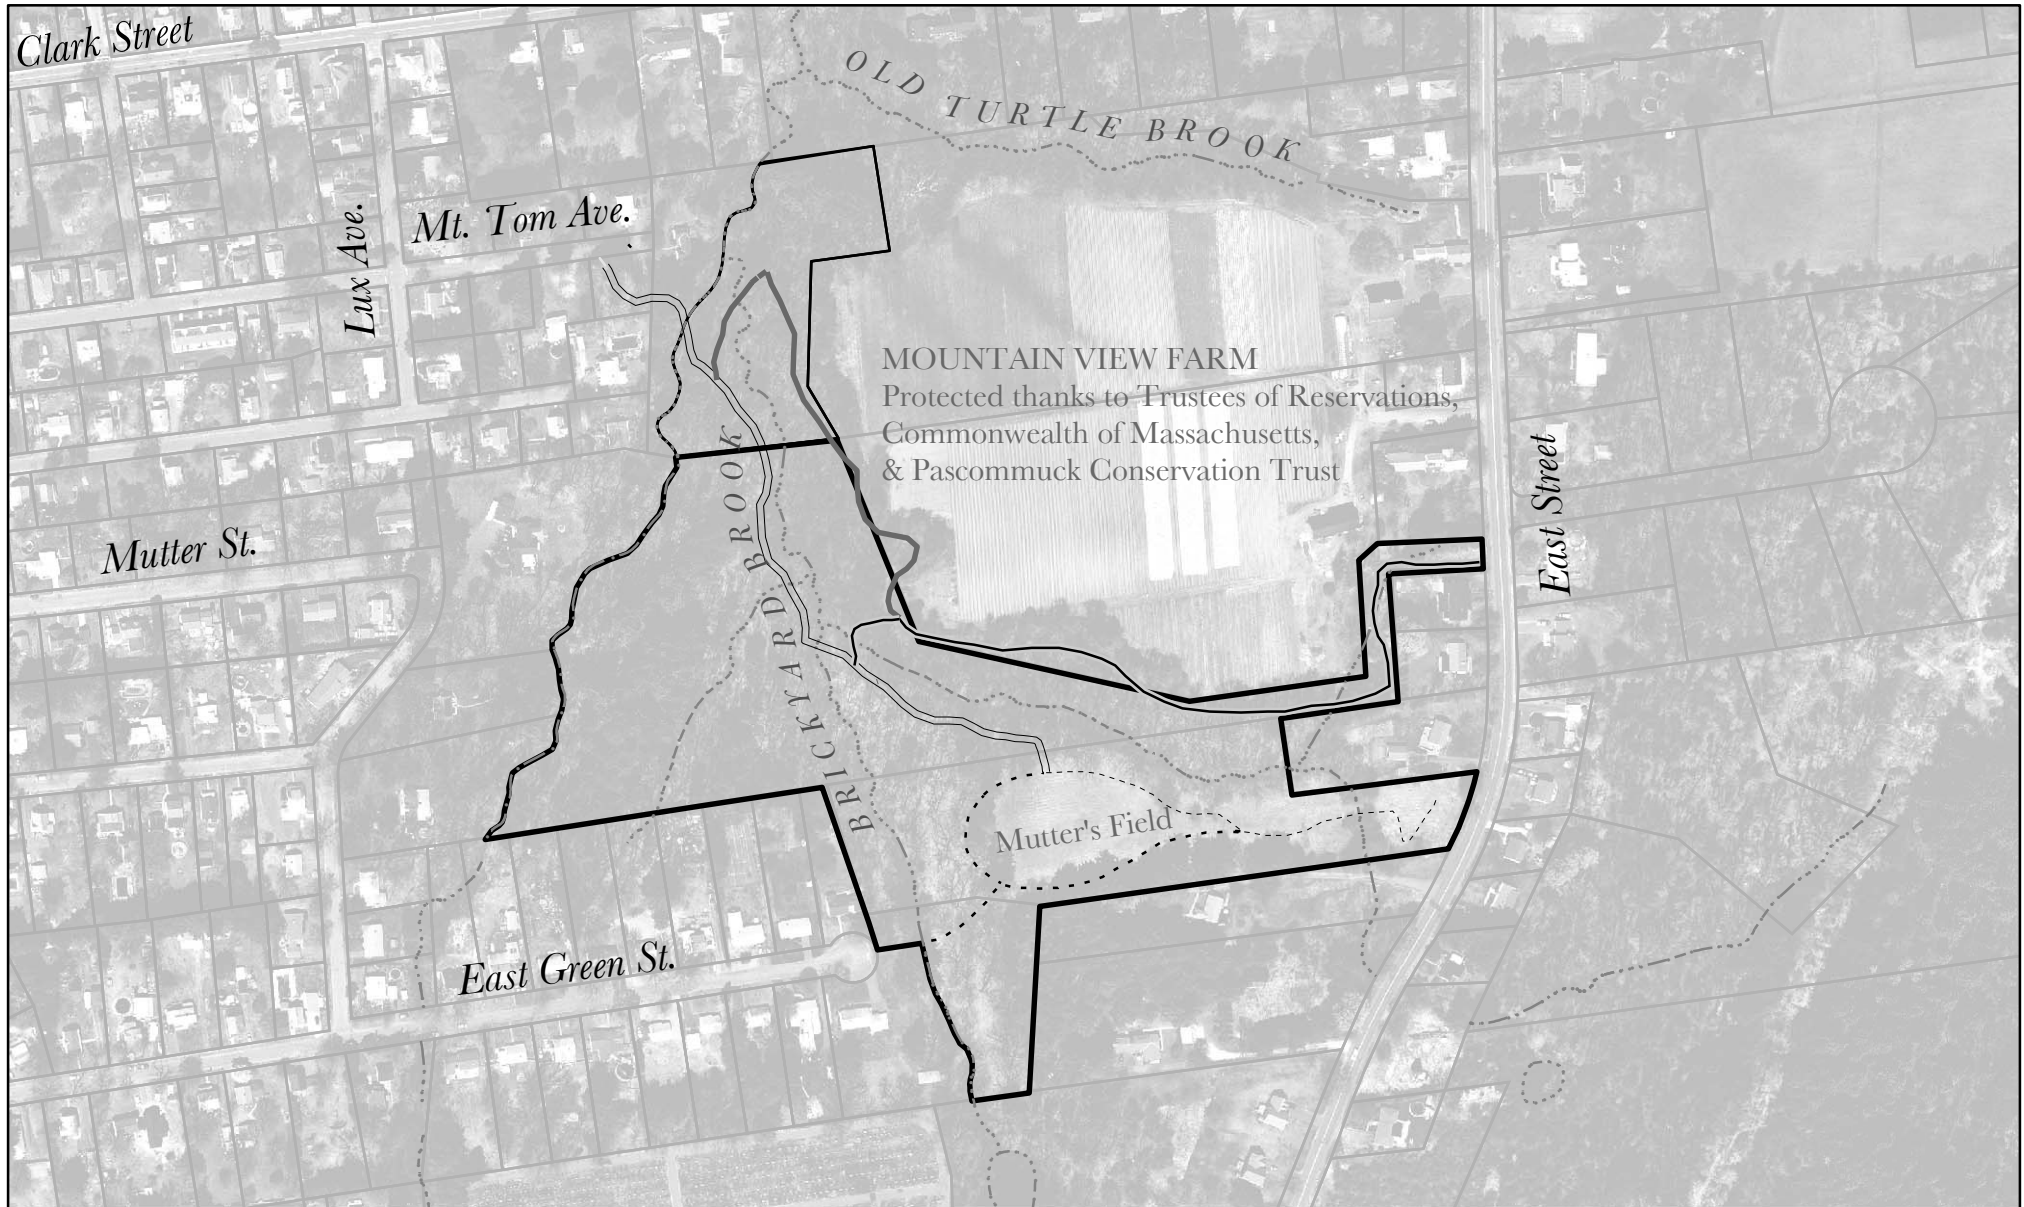 Clark Street
OLD TURTLE BROOK
Mt. Tom Ave.
Lux Ave.
MOUNTAIN VIEW FARM
Protected thanks to Trustees of Reservations,
Commonwealth of Massachusetts,
& Pascommuck Conservation Trust
East Street
Mutter St.
BRICKYARD BROOK
Mutter's Field
East Green St.